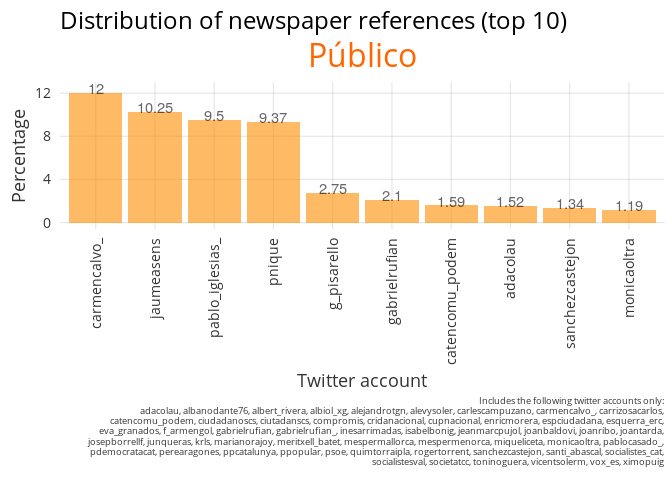 Distribution of newspaper references (top 10)
Público
Percentage
12
8
4
0
12
10.25
9.5
9.37
2.75
2.1
1.59
1.52
1.34
1.19
carmencalvo_
jaumeasens
pablo_iglesias_
pnique
g_pisarello
gabrielrufian
catencomu_podem
adacolau
sanchezcastejon
monicaoltra
Twitter account
Includes the following twitter accounts only:
adacolau, albanodante76, albert_rivera, albiol_xg, alejandrotgn, alevysoler, carlescampuzano, carmencalvo_, carrizosacarlos,
catencomu_podem, ciudadanoscs, ciutadanscs, compromis, cridanacional, cupnacional, enricmorera, espciudadana, esquerra_erc,
eva_granados, f_armengol, gabrielrufian, gabrielrufian_, inesarrimadas, isabelbonig, jeanmarcpujol, joanbaldovi, joanribo, joantarda,
josepborrellf, junqueras, krls, marianorajoy, meritxell_batet, mespermallorca, mespermenorca, miqueliceta, monicaoltra, pablocasado_,
pdemocratacat, perearagones, ppcatalunya, ppopular, psoe, quimtorraipla, rogertorrent, sanchezcastejon, santi_abascal, socialistes_cat,
socialistesval, societatcc, toninoguera, vicentsolerm, vox_es, ximopuig